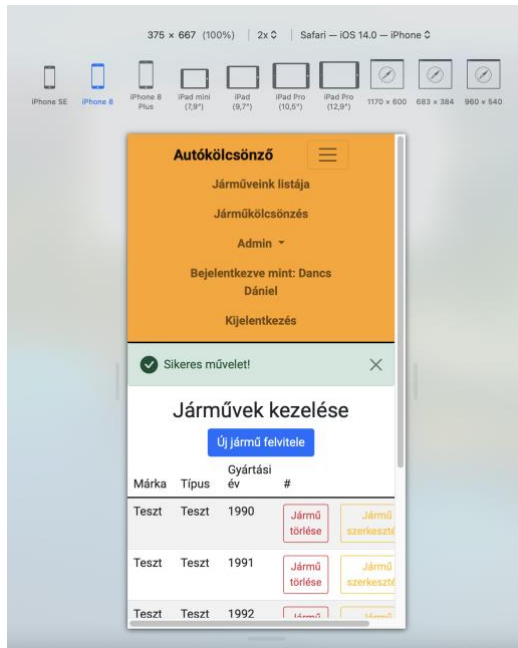 375 × 667 (100%) 2x Safari — iOS 14.0 — iPhone
iPhone SE
iPhone 8
iPhone 8 Plus
iPad mini (7,9")
iPad (9,7")
iPad Pro (10,5")
iPad Pro (12,9")
1170 × 600
683 × 384
960 × 540
Autókölcsönző
Járműveink listája
Járműkölcsönzés
Admin
Bejelentkezve mint: Dancs
Dániel
Kijelentkezés
Sikeres művelet!
Járművek kezelése
Új jármű felvitele
Márka Típus Gyártási év #
Teszt Teszt 1990 Jármű törlése Jármű szerkeszté
Teszt Teszt 1991 Jármű törlése Jármű szerkeszté
Teszt Teszt 1992 Jármű Jármű